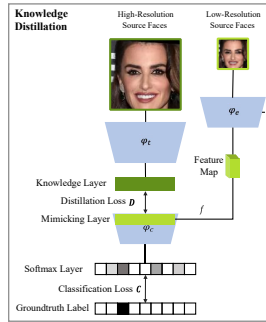 Knowledge
Distillation
High-Resolution
Source Faces
Low-Resolution
Source Faces
φt
φe
Feature
Map
Knowledge Layer
Distillation Loss D
Mimicking Layer
f
φc
Softmax Layer
Classification Loss C
Groundtruth Label